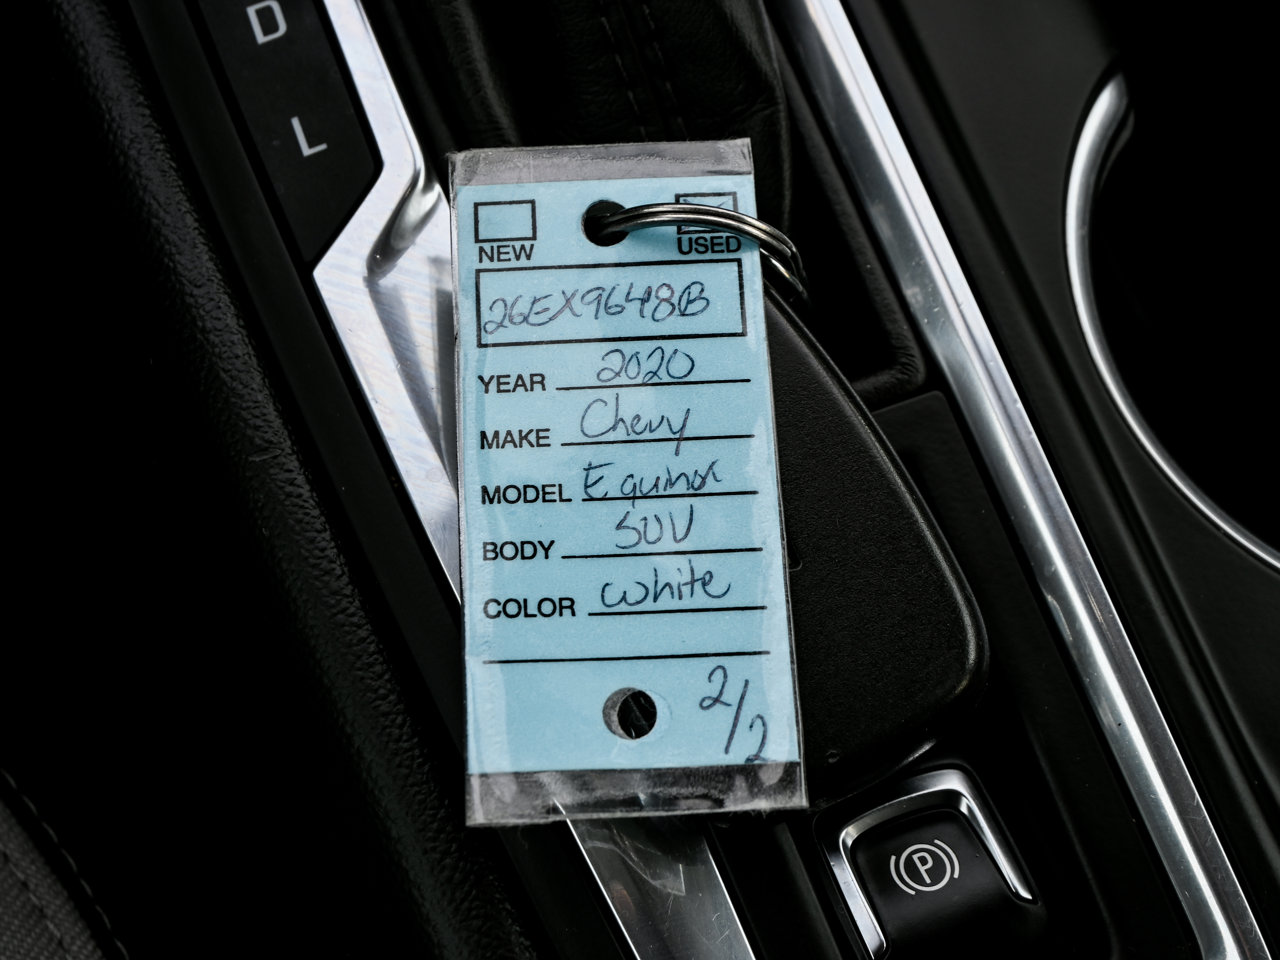 D
L
NEW USED
26EX9648B
YEAR 2020
MAKE Chevy
MODEL Equinox
BODY SUV
COLOR white
2/2
P